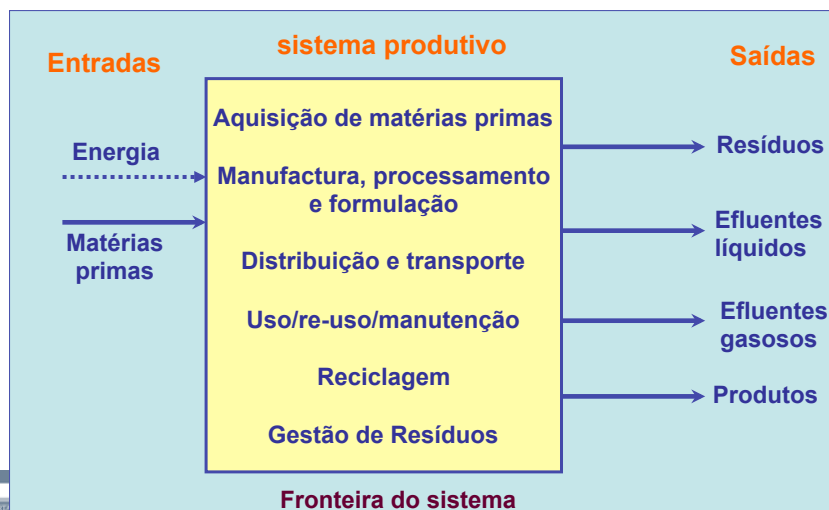 sistema produtivo
Entradas
Saídas
Aquisição de matérias primas
Energia
Resíduos
Manufactura, processamento
e formulação
Matérias
primas
Efluentes
líquidos
Distribuição e transporte
Uso/re-uso/manutenção
Efluentes
gasosos
Reciclagem
Produtos
Gestão de Resíduos
Fronteira do sistema